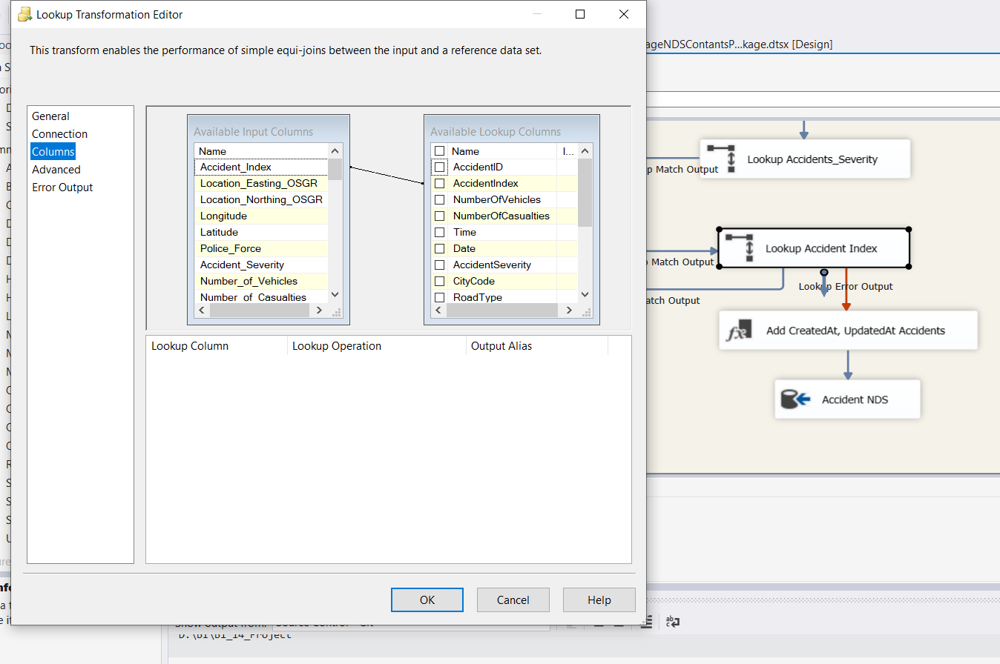 Lookup Transformation Editor
This transform enables the performance of simple equi-joins between the input and a reference data set.
General
Connection
Columns
Advanced
Error Output
Available Input Columns
Name
Accident_Index
Location_Easting_OSGR
Location_Northing_OSGR
Longitude
Latitude
Police_Force
Accident_Severity
Number_of_Vehicles
Number_of_Casualties
Available Lookup Columns
Name I...
AccidentID
AccidentIndex
NumberOfVehicles
NumberOfCasualties
Time
Date
AccidentSeverity
CityCode
RoadType
Lookup Column Lookup Operation Output Alias
OK Cancel Help
ageNDSContantsP...kage.dtsx [Design]
Lookup Accidents_Severity
p Match Output
Lookup Accident Index
Match Output
Lookup Error Output
atch Output
Add CreatedAt, UpdatedAt Accidents
Accident NDS
D:\BI\BI_14_Project